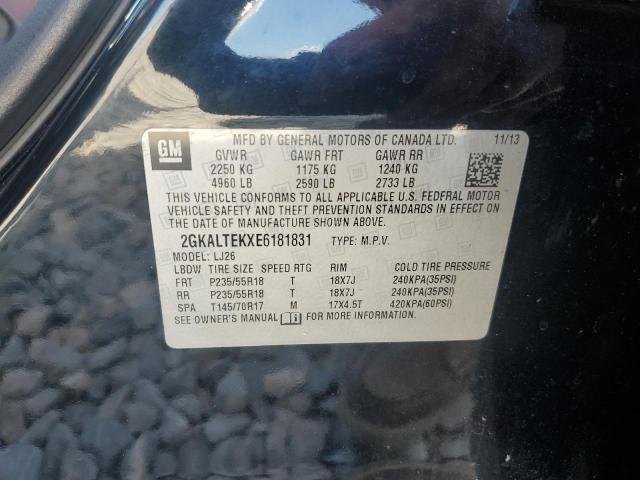 GM
MFD BY GENERAL MOTORS OF CANADA LTD. 11/13
GVWR GAWR FRT GAWR RR
2250 KG 1175 KG 1240 KG
4960 LB 2590 LB 2733 LB
THIS VEHICLE CONFORMS TO ALL APPLICABLE U.S. FEDERAL MOTOR
VEHICLE SAFETY AND THEFT PREVENTION STANDARDS IN EFFECT ON
THE DATE OF MANUFACTURE SHOWN ABOVE.
2GKALTEKXE6181831 TYPE: M.P.V.
MODEL: LJ26
LBDW TIRE SIZE SPEED RTG RIM COLD TIRE PRESSURE
FRT P235/55R18 T 18X7J 240KPA(35PSI)
RR P235/55R18 T 18X7J 240KPA(35PSI)
SPA T145/70R17 M 17X4.5T 420KPA(60PSI)
SEE OWNER'S MANUAL FOR MORE INFORMATION.